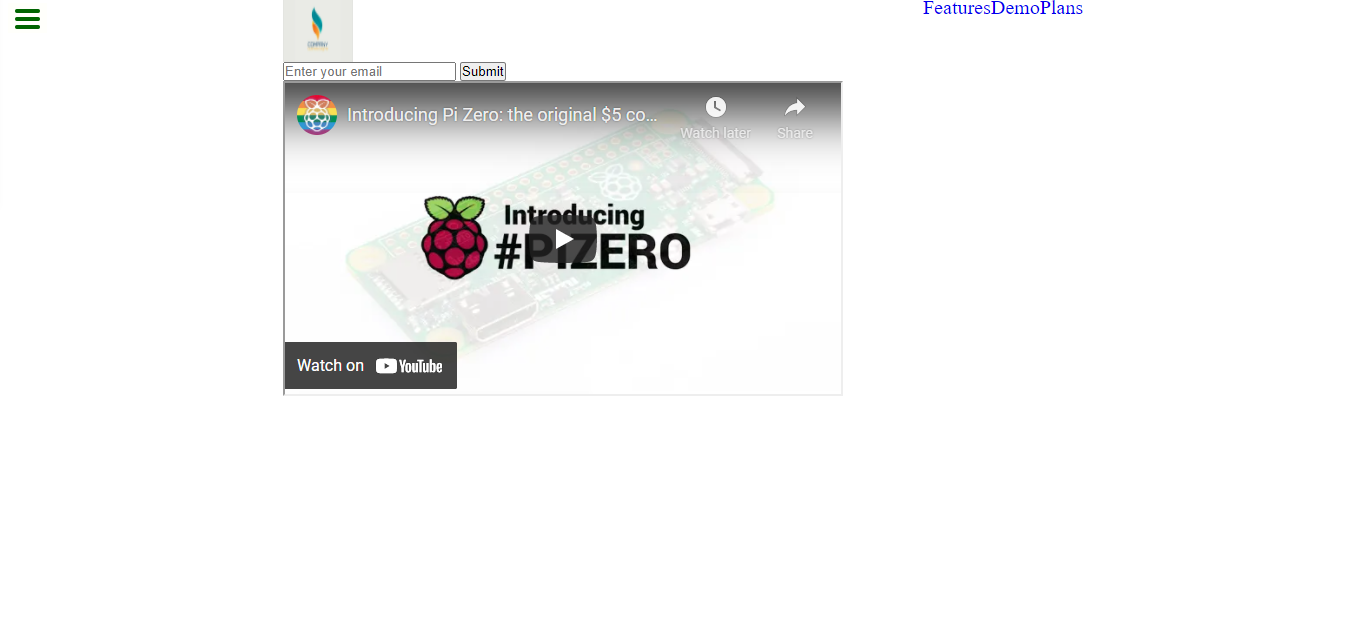 FeaturesDemoPlans
COMPANY
Enter your email Submit
Introducing Pi Zero: the original $5 co...
Watch later Share
Introducing
#PIZERO
Watch on YouTube